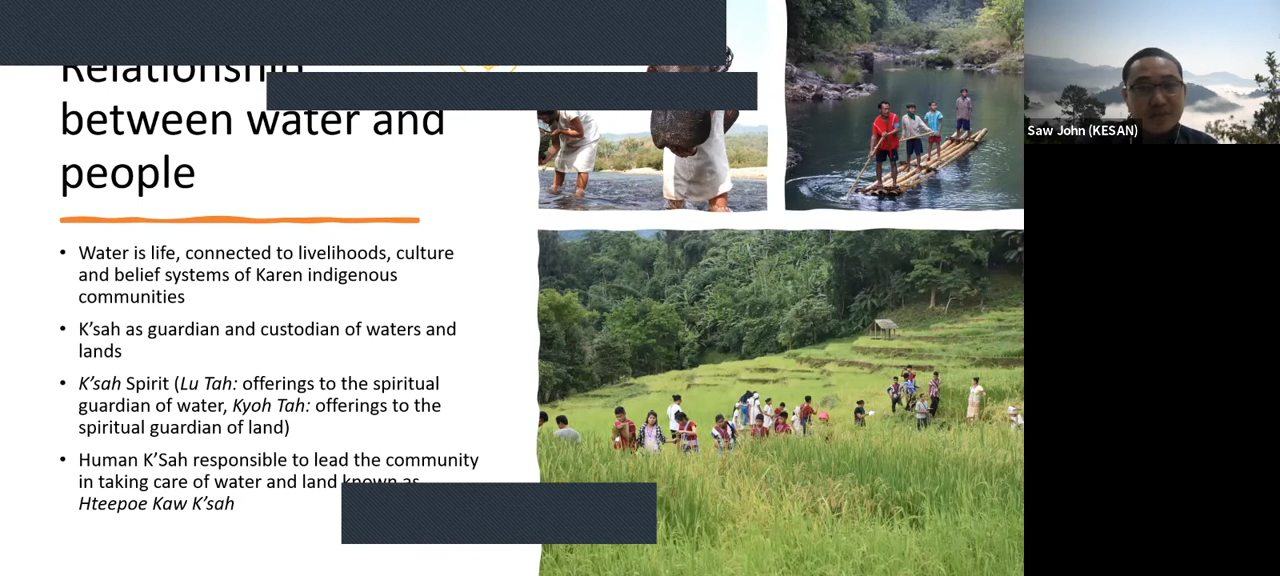 Relationship
between water and
people
• Water is life, connected to livelihoods, culture
and belief systems of Karen indigenous
communities
• K'sah as guardian and custodian of waters and
lands
• K'sah Spirit (Lu Tah: offerings to the spiritual
guardian of water, Kyoh Tah: offerings to the
spiritual guardian of land)
• Human K'Sah responsible to lead the community
in taking care of water and land known as
Hteepoe Kaw K'sah
Saw John (KESAN)